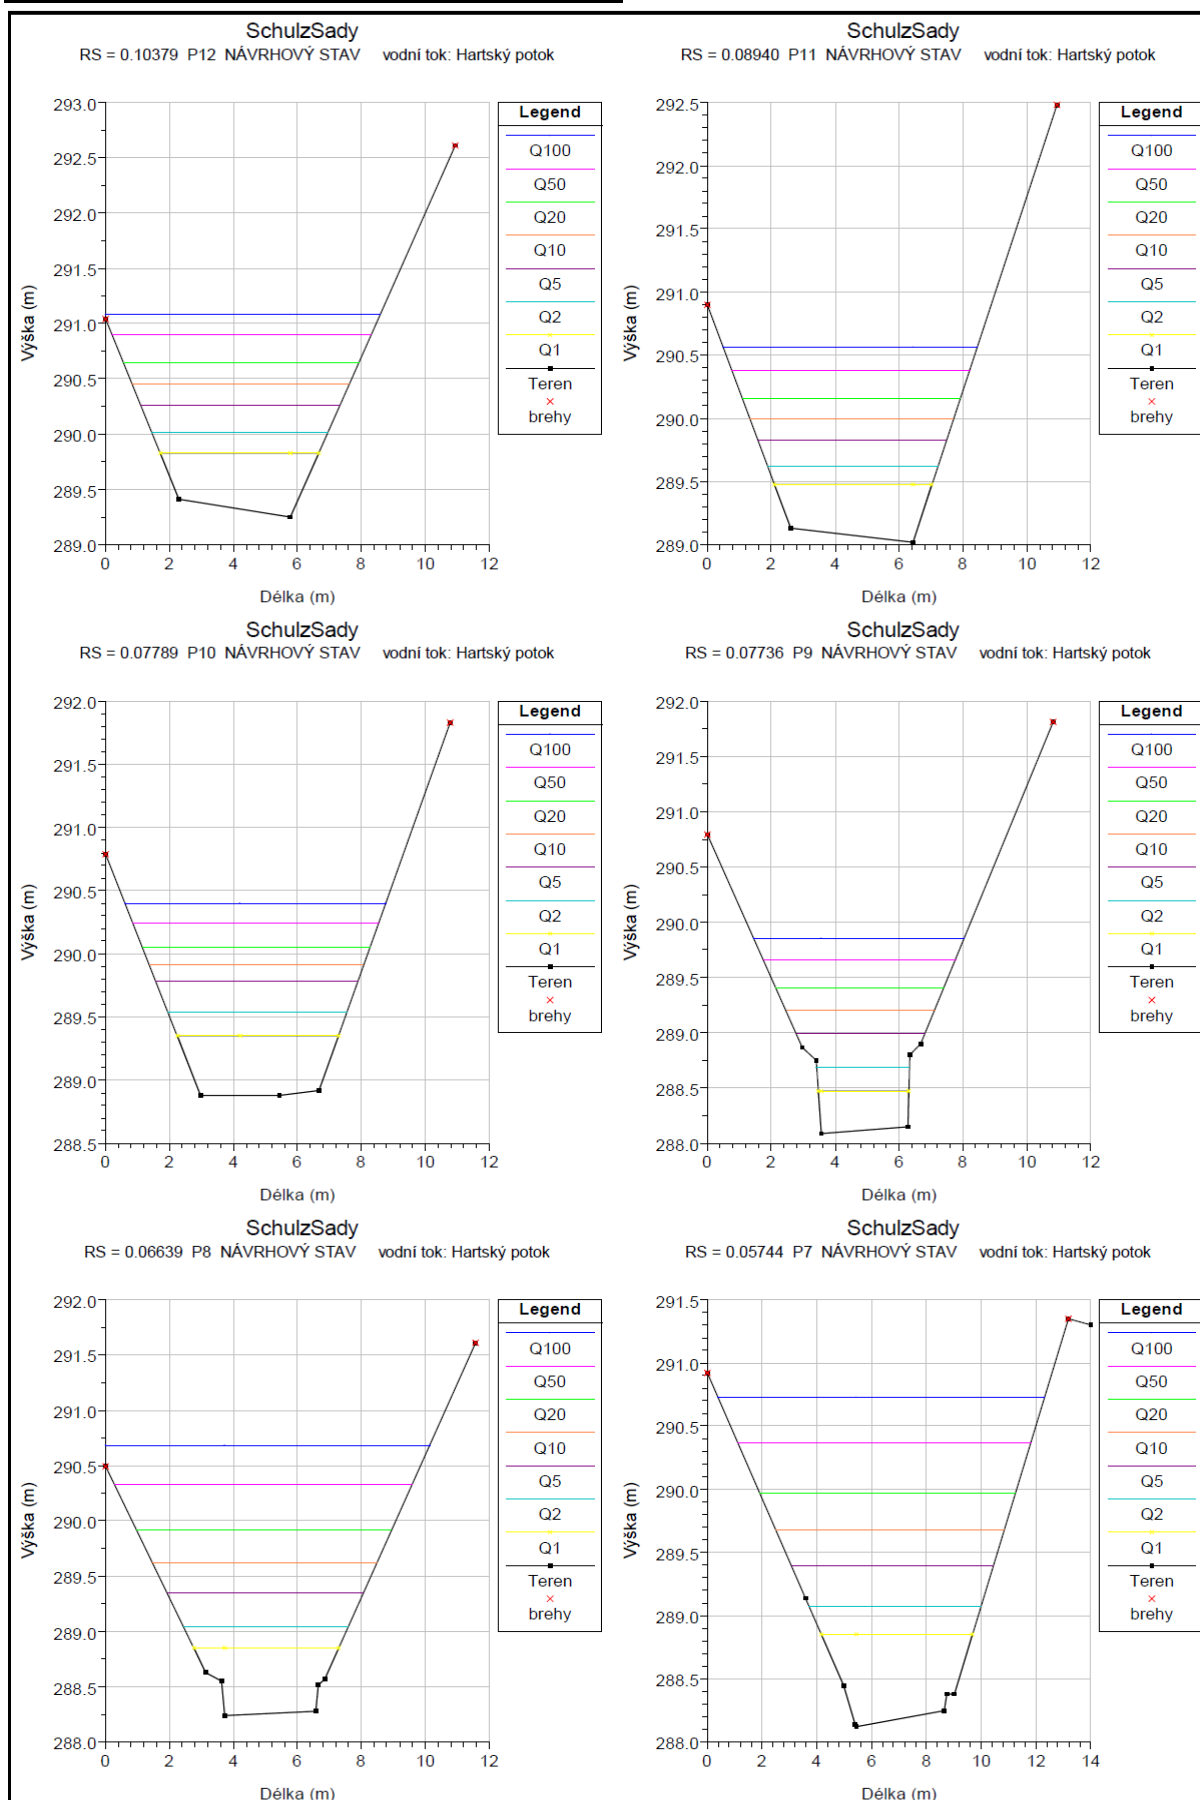 SchulzSady
RS = 0.10379 P12 NÁVRHOVÝ STAV vodní tok: Hartský potok
293.0
292.5
292.0
291.5
291.0
290.5
290.0
289.5
289.0
0 2 4 6 8 10 12
Výška (m)
Délka (m)
Legend
Q100
Q50
Q20
Q10
Q5
Q2
Q1
Teren
brehy
SchulzSady
RS = 0.08940 P11 NÁVRHOVÝ STAV vodní tok: Hartský potok
292.5
292.0
291.5
291.0
290.5
290.0
289.5
289.0
0 2 4 6 8 10 12
Výška (m)
Délka (m)
Legend
Q100
Q50
Q20
Q10
Q5
Q2
Q1
Teren
brehy
SchulzSady
RS = 0.07789 P10 NÁVRHOVÝ STAV vodní tok: Hartský potok
292.0
291.5
291.0
290.5
290.0
289.5
289.0
288.5
0 2 4 6 8 10 12
Výška (m)
Délka (m)
Legend
Q100
Q50
Q20
Q10
Q5
Q2
Q1
Teren
brehy
SchulzSady
RS = 0.07736 P9 NÁVRHOVÝ STAV vodní tok: Hartský potok
292.0
291.5
291.0
290.5
290.0
289.5
289.0
288.5
288.0
0 2 4 6 8 10 12
Výška (m)
Délka (m)
Legend
Q100
Q50
Q20
Q10
Q5
Q2
Q1
Teren
brehy
SchulzSady
RS = 0.06639 P8 NÁVRHOVÝ STAV vodní tok: Hartský potok
292.0
291.5
291.0
290.5
290.0
289.5
289.0
288.5
288.0
0 2 4 6 8 10 12
Výška (m)
Délka (m)
Legend
Q100
Q50
Q20
Q10
Q5
Q2
Q1
Teren
brehy
SchulzSady
RS = 0.05744 P7 NÁVRHOVÝ STAV vodní tok: Hartský potok
291.5
291.0
290.5
290.0
289.5
289.0
288.5
288.0
0 2 4 6 8 10 12 14
Výška (m)
Délka (m)
Legend
Q100
Q50
Q20
Q10
Q5
Q2
Q1
Teren
brehy